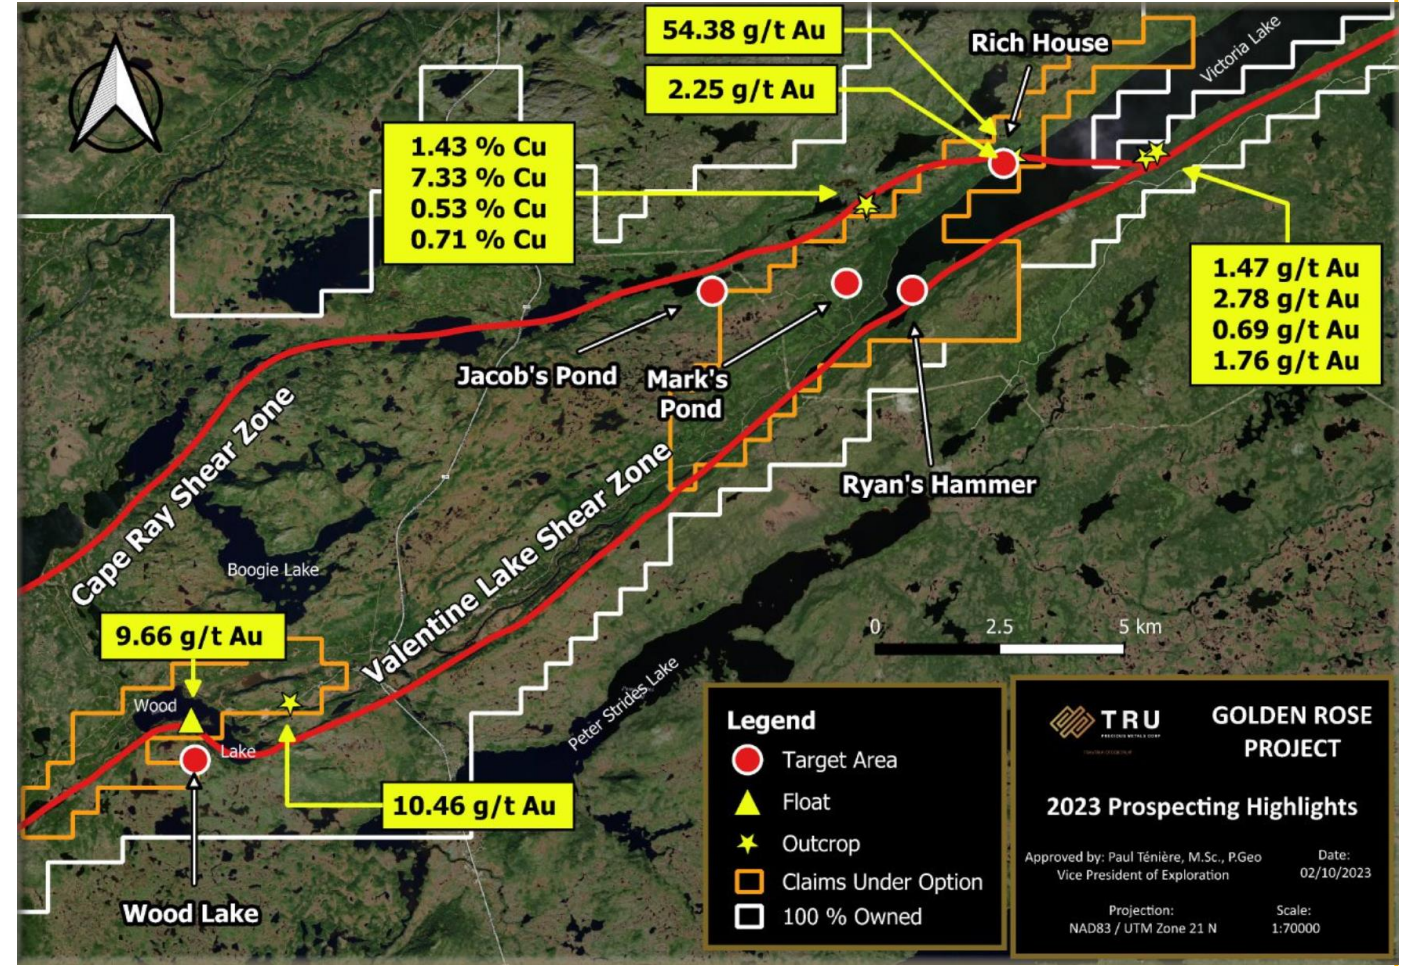 54.38 g/t Au
2.25 g/t Au
Rich House
Victoria Lake
1.43 % Cu
7.33 % Cu
0.53 % Cu
0.71 % Cu
1.47 g/t Au
2.78 g/t Au
0.69 g/t Au
1.76 g/t Au
Jacob's Pond
Mark's
Pond
Ryan's Hammer
Cape Ray Shear Zone
Valentine Lake Shear Zone
Boogie Lake
9.66 g/t Au
Wood
Lake
10.46 g/t Au
Wood Lake
Peter Strides Lake
0 2.5 5 km
Legend
Target Area
Float
Outcrop
Claims Under Option
100 % Owned
TRU
PRECIOUS METALS CORP
GOLDEN ROSE
PROJECT
2023 Prospecting Highlights
Approved by: Paul Ténière, M.Sc., P.Geo
Vice President of Exploration
Date:
02/10/2023
Projection:
NAD83 / UTM Zone 21 N
Scale:
1:70000